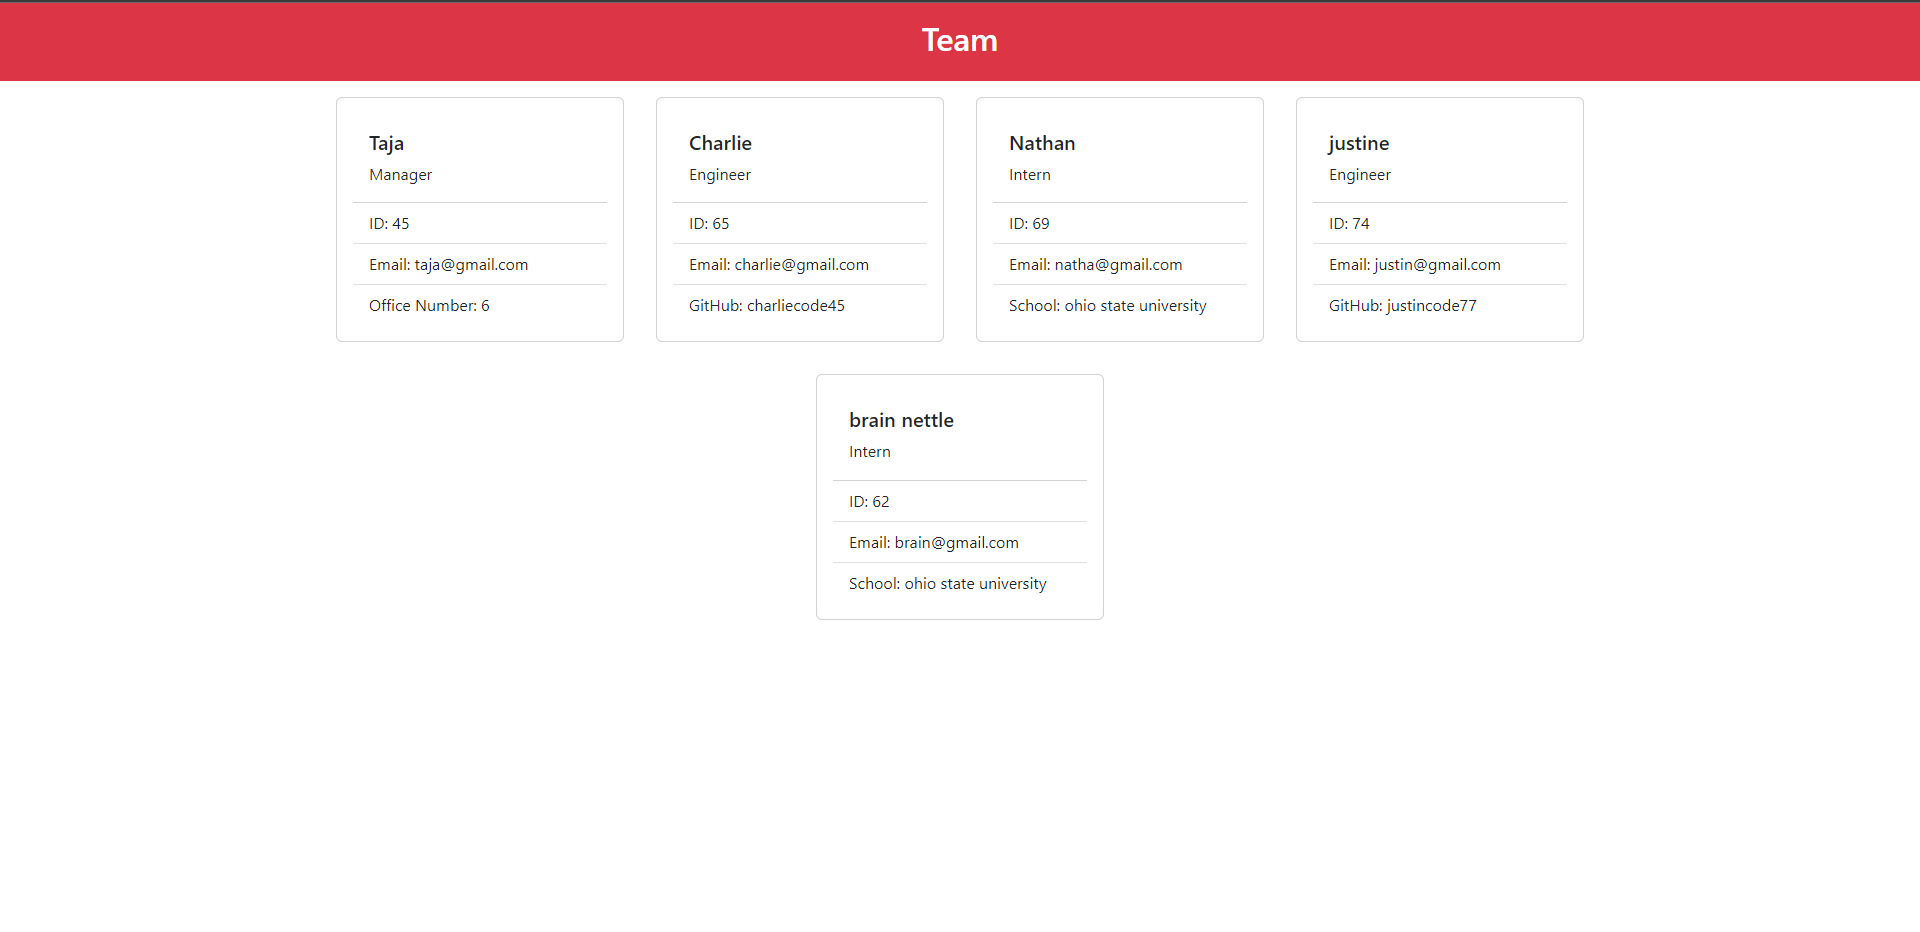 Team
Taja
Manager
ID: 45
Email: taja@gmail.com
Office Number: 6
Charlie
Engineer
ID: 65
Email: charlie@gmail.com
GitHub: charliecode45
Nathan
Intern
ID: 69
Email: natha@gmail.com
School: ohio state university
justine
Engineer
ID: 74
Email: justin@gmail.com
GitHub: justincode77
brain nettle
Intern
ID: 62
Email: brain@gmail.com
School: ohio state university